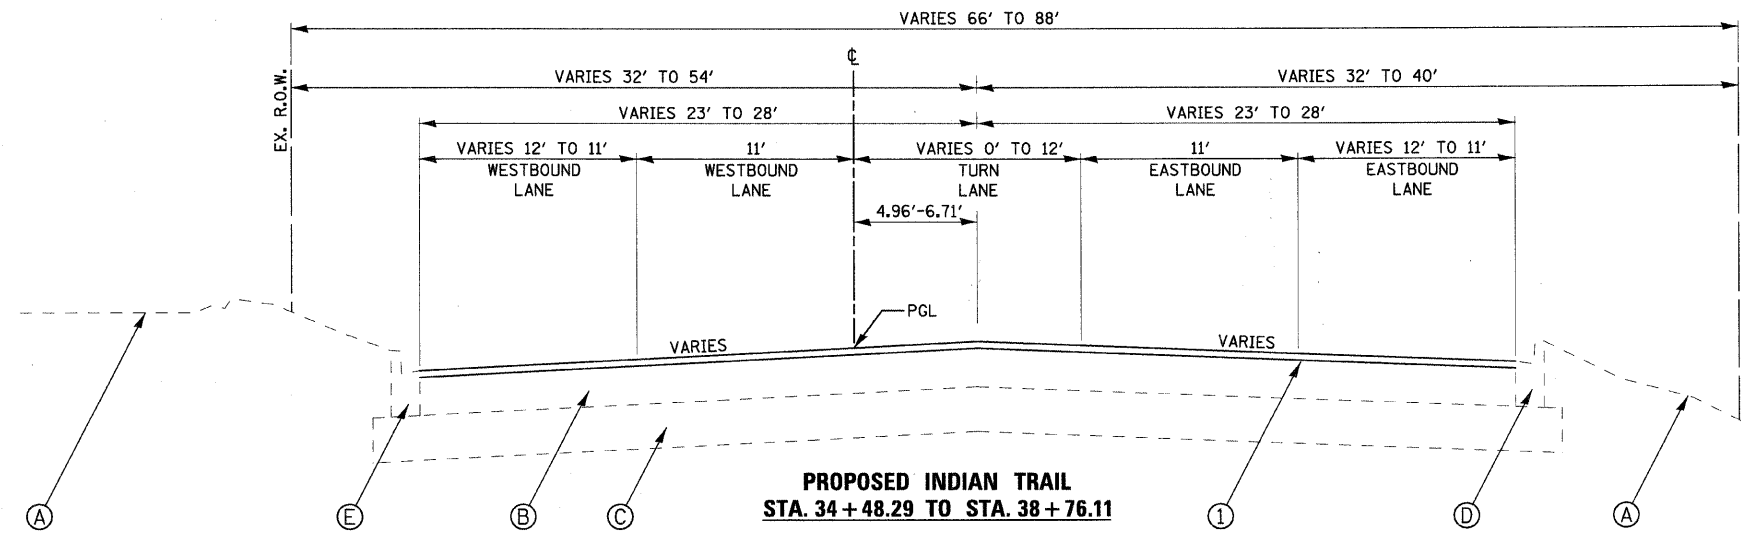 VARIES 66' TO 88'
℄
EX. R.O.W.
VARIES 32' TO 54'
VARIES 32' TO 40'
VARIES 23' TO 28'
VARIES 23' TO 28'
VARIES 12' TO 11'
WESTBOUND
LANE
11'
WESTBOUND
LANE
VARIES 0' TO 12'
TURN
LANE
11'
EASTBOUND
LANE
VARIES 12' TO 11'
EASTBOUND
LANE
4.96'-6.71'
PGL
VARIES
VARIES
A
E
B
C
1
D
A
PROPOSED INDIAN TRAIL
STA. 34+48.29 TO STA. 38+76.11